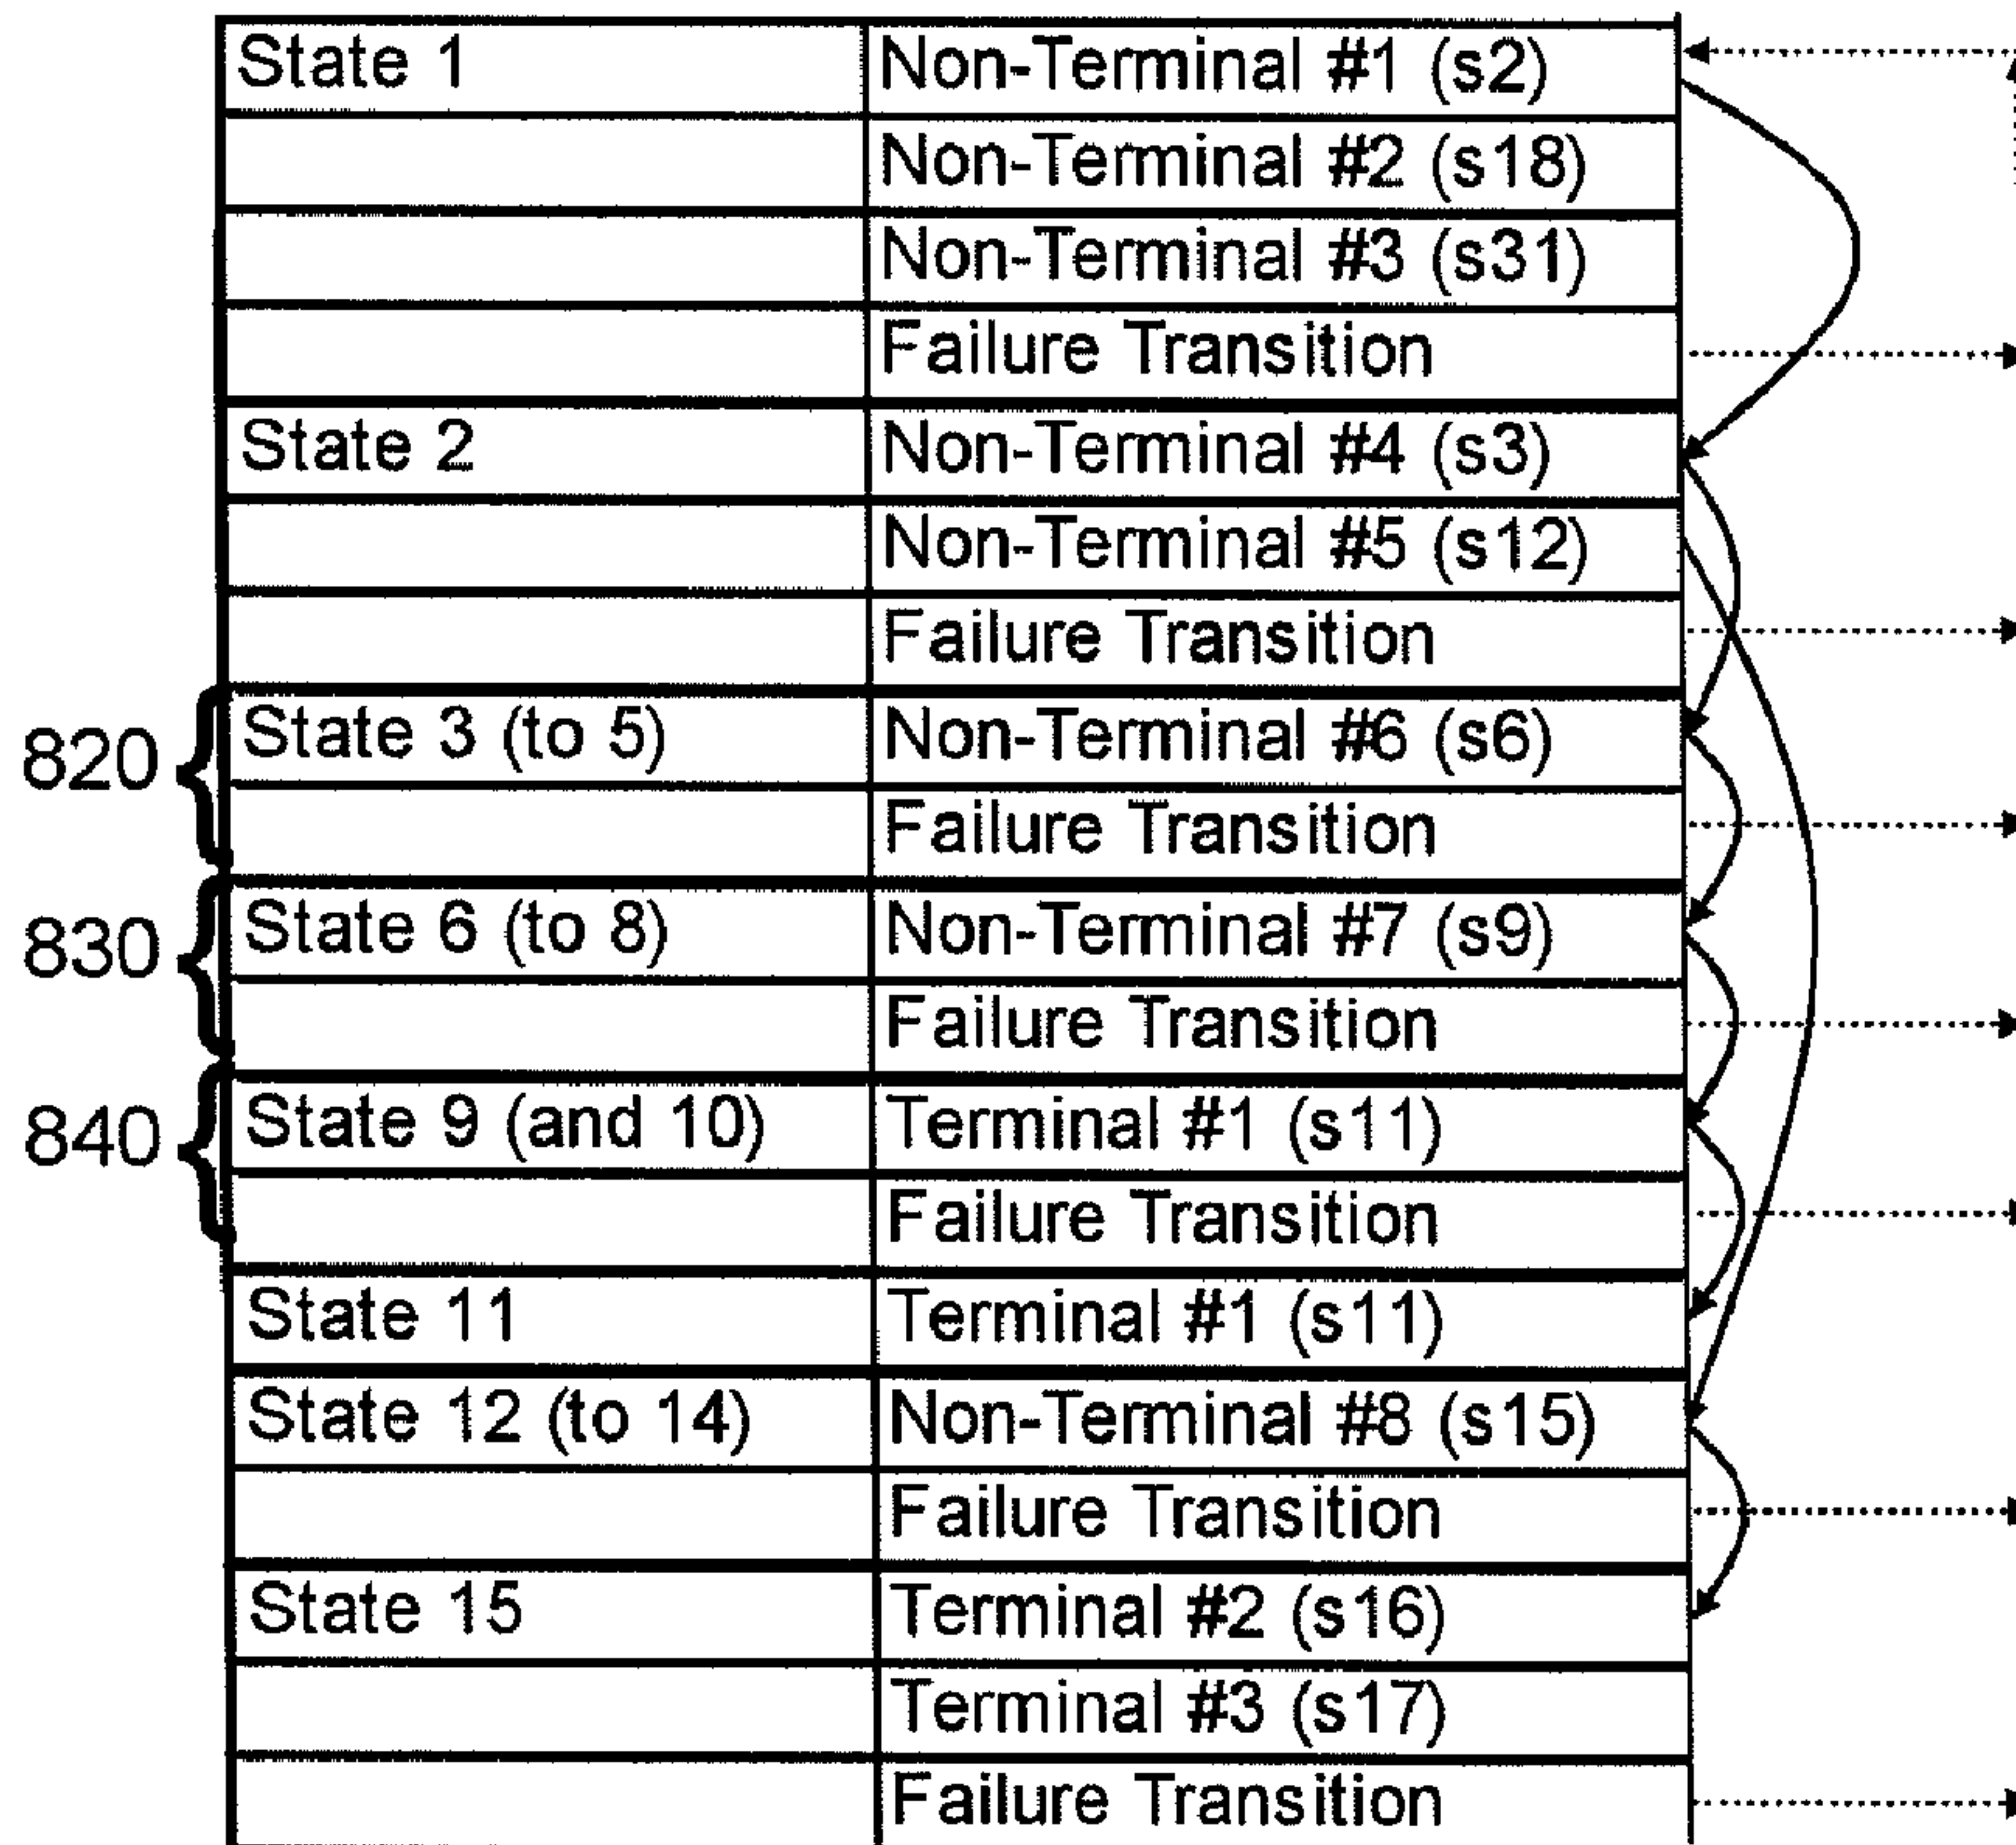 State 1 Non-Terminal #1 (s2)
Non-Terminal #2 (s18)
Non-Terminal #3 (s31)
Failure Transition
State 2 Non-Terminal #4 (s3)
Non-Terminal #5 (s12)
Failure Transition
820 State 3 (to 5) Non-Terminal #6 (s6)
Failure Transition
830 State 6 (to 8) Non-Terminal #7 (s9)
Failure Transition
840 State 9 (and 10) Terminal #1 (s11)
Failure Transition
State 11 Terminal #1 (s11)
State 12 (to 14) Non-Terminal #8 (s15)
Failure Transition
State 15 Terminal #2 (s16)
Terminal #3 (s17)
Failure Transition